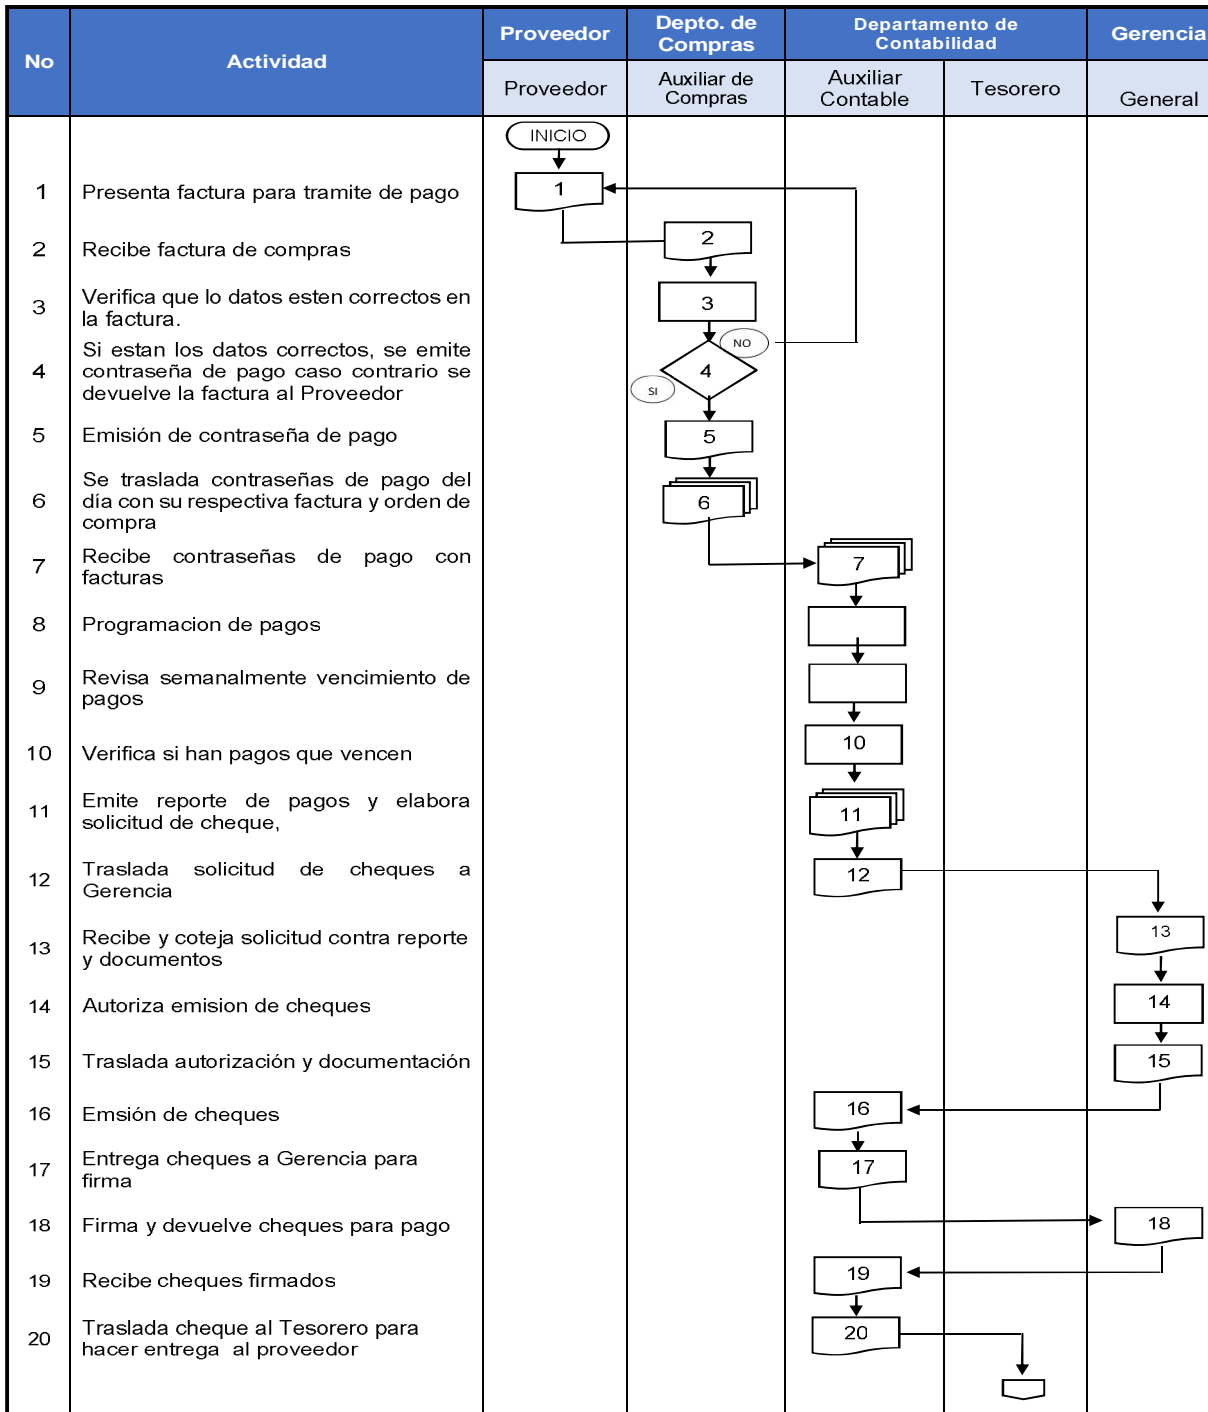 No
Actividad
Proveedor
Depto. de
Compras
Departamento de
Contabilidad
Gerencia
Proveedor
Auxiliar de
Compras
Auxiliar
Contable
Tesorero
General
INICIO
1
Presenta factura para tramite de pago
1
2
Recibe factura de compras
2
3
Verifica que lo datos esten correctos en
la factura.
3
4
Si estan los datos correctos, se emite
contraseña de pago caso contrario se
devuelve la factura al Proveedor
NO
4
SI
5
Emisión de contraseña de pago
5
6
Se traslada contraseñas de pago del
día con su respectiva factura y orden de
compra
6
7
Recibe contraseñas de pago con
facturas
7
8
Programacion de pagos
9
Revisa semanalmente vencimiento de
pagos
10
Verifica si han pagos que vencen
10
11
Emite reporte de pagos y elabora
solicitud de cheque,
11
12
Traslada solicitud de cheques a
Gerencia
12
13
Recibe y coteja solicitud contra reporte
y documentos
13
14
Autoriza emision de cheques
14
15
Traslada autorización y documentación
15
16
Emsión de cheques
16
17
Entrega cheques a Gerencia para
firma
17
18
Firma y devuelve cheques para pago
18
19
Recibe cheques firmados
19
20
Traslada cheque al Tesorero para
hacer entrega al proveedor
20